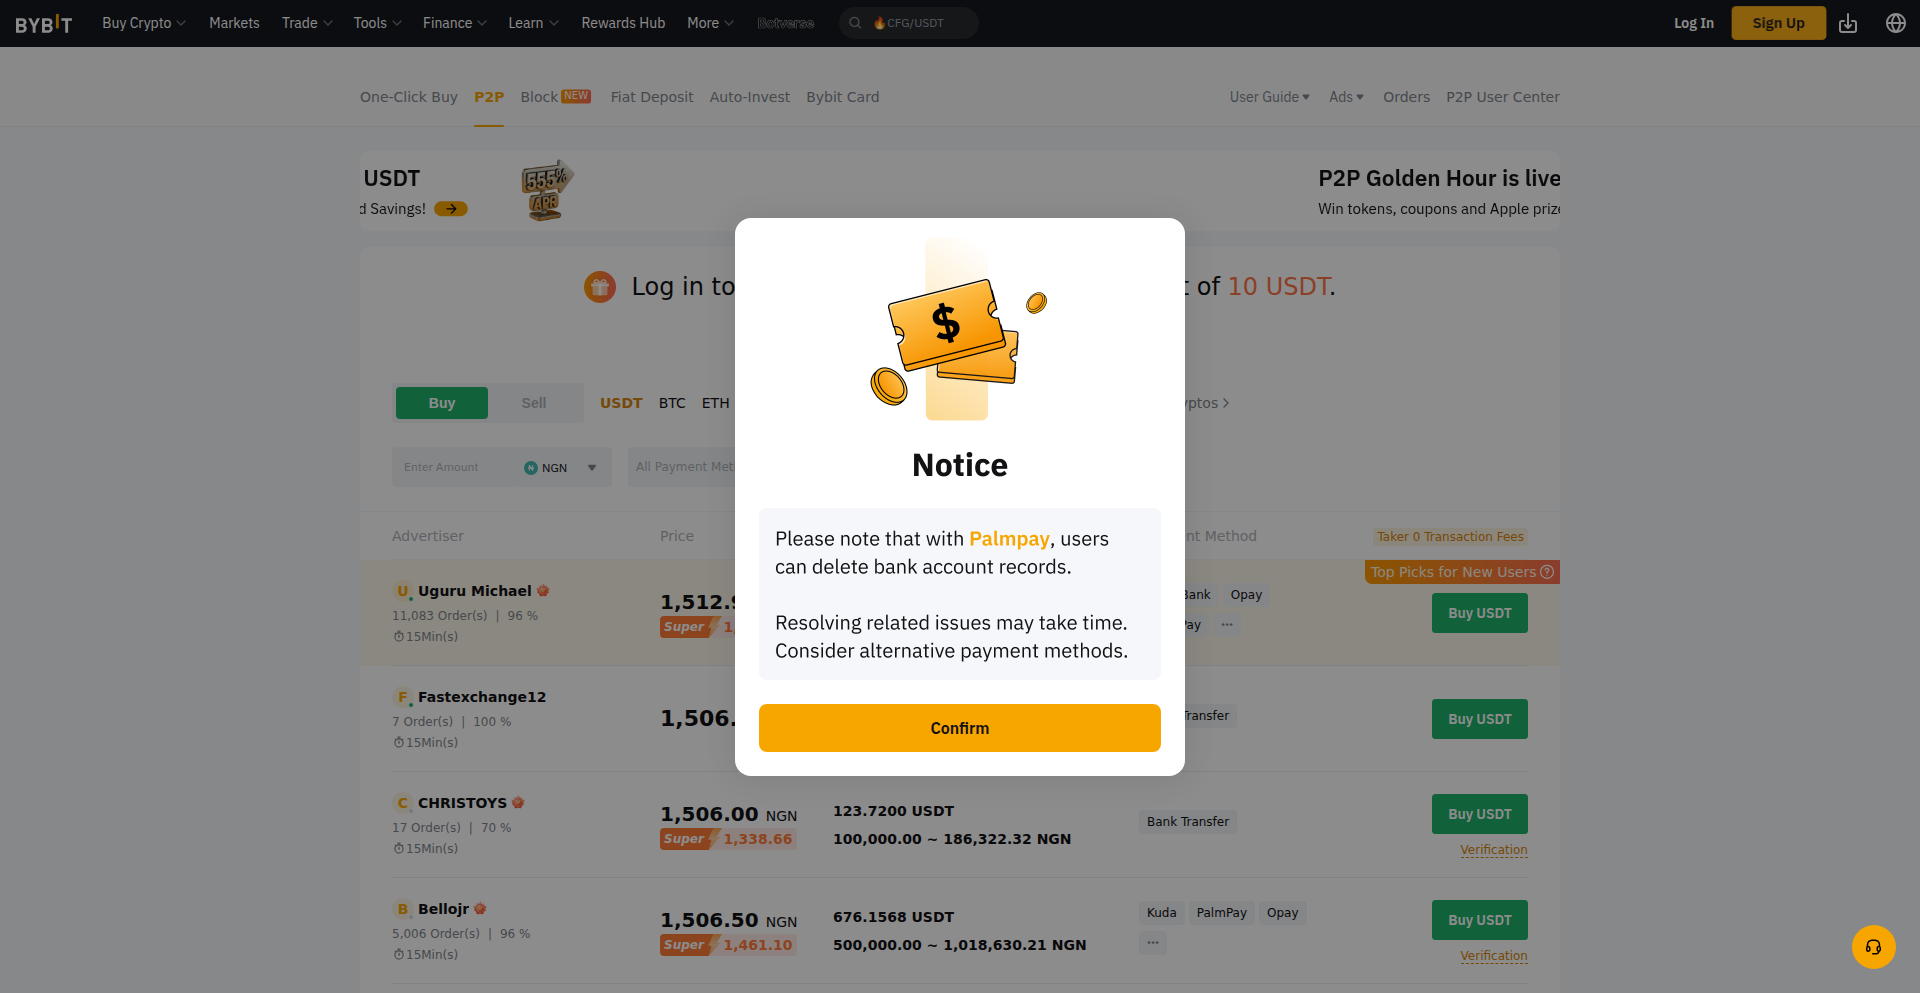 BYBIT Buy Crypto Markets Trade Tools Finance Learn Rewards Hub More Botverse CFG/USDT Log In Sign Up
One-Click Buy P2P Block NEW Fiat Deposit Auto-Invest Bybit Card User Guide Ads Orders P2P User Center
USDT
d Savings!
555%
APR
P2P Golden Hour is live
Win tokens, coupons and Apple prize
Log in to
of 10 USDT.
Buy Sell USDT BTC ETH
yptos
Enter Amount NGN All Payment Met
$
Notice
Please note that with Palmpay, users
can delete bank account records.
Resolving related issues may take time.
Consider alternative payment methods.
Confirm
Advertiser Price nt Method Taker 0 Transaction Fees
Top Picks for New Users
U Uguru Michael
11,083 Order(s) | 96 %
15Min(s)
1,512.9
Super 1,
Bank Opay
Pay ...
Buy USDT
F Fastexchange12
7 Order(s) | 100 %
15Min(s)
1,506.
Transfer
Buy USDT
C CHRISTOYS
17 Order(s) | 70 %
15Min(s)
1,506.00 NGN
Super 1,338.66
123.7200 USDT
100,000.00 ~ 186,322.32 NGN
Bank Transfer
Buy USDT
Verification
B Bellojr
5,006 Order(s) | 96 %
15Min(s)
1,506.50 NGN
Super 1,461.10
676.1568 USDT
500,000.00 ~ 1,018,630.21 NGN
Kuda PalmPay Opay
...
Buy USDT
Verification